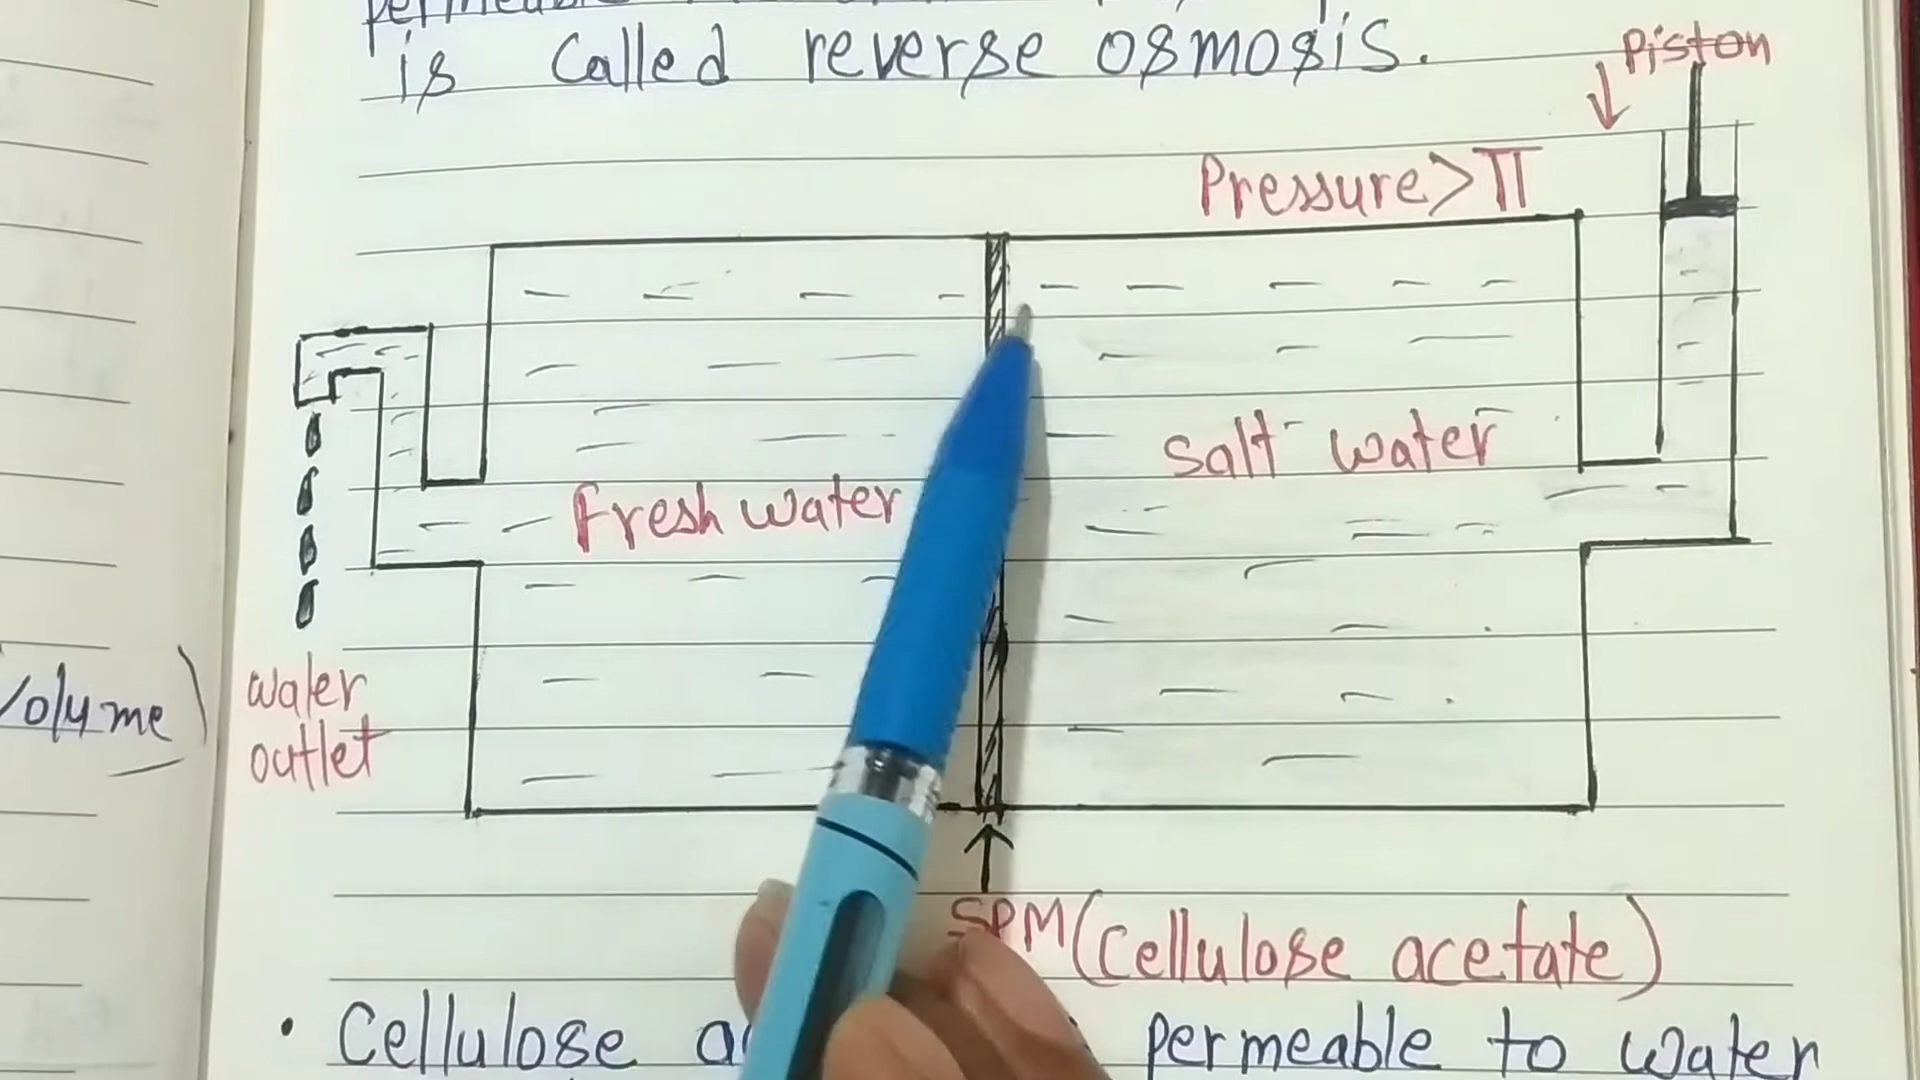 is called reverse osmosis.
Piston
Pressure > π
Salt water
Fresh water
Volume)
water
outlet
SPM (Cellulose acetate)
• Cellulose permeable to water